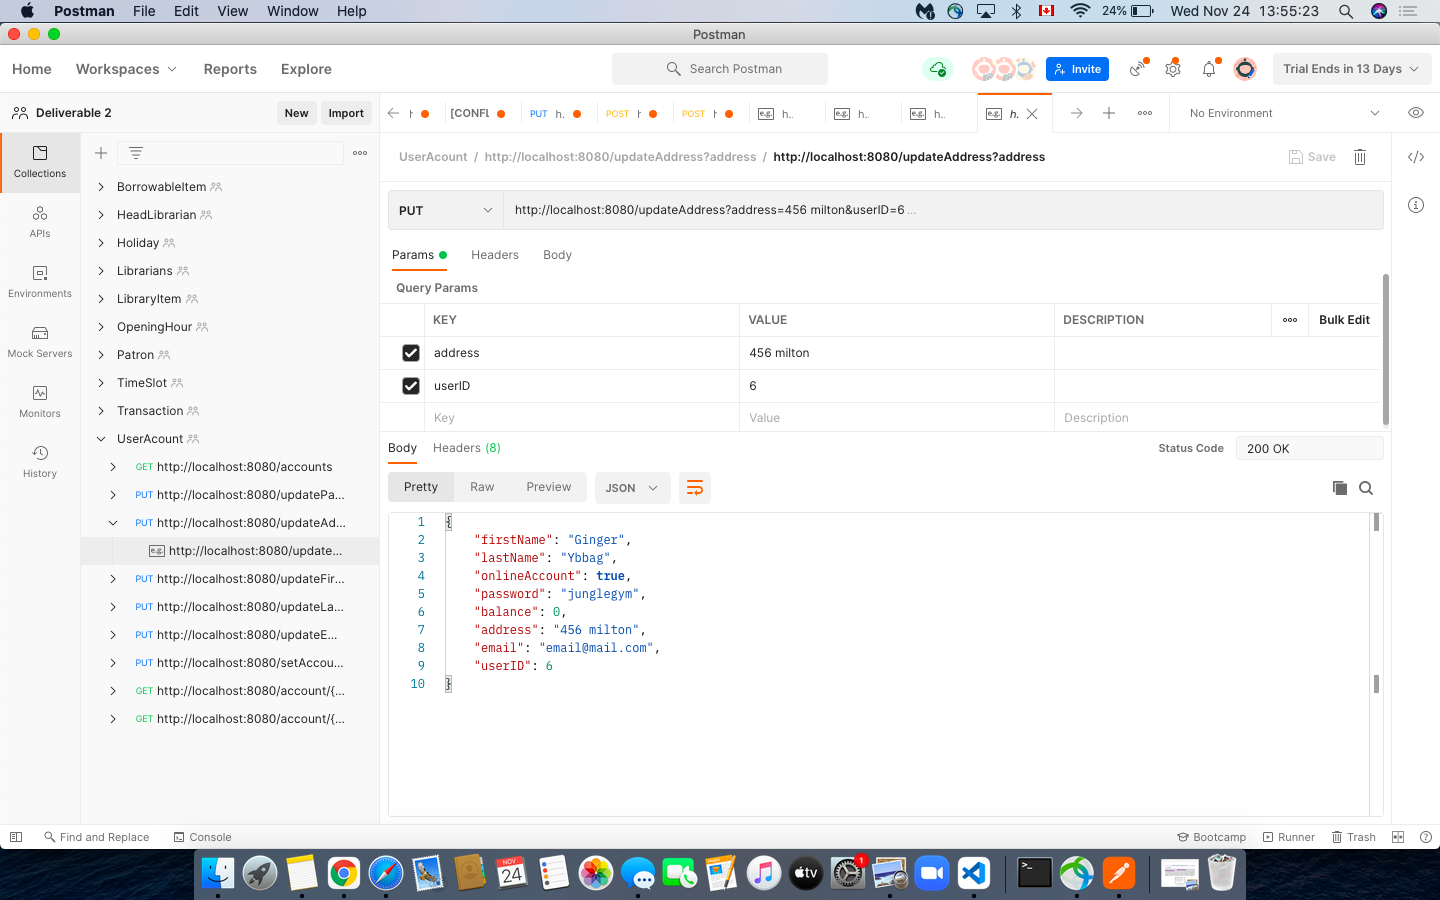 Postman File Edit View Window Help 24% Wed Nov 24 13:55:23
Postman
Home Workspaces Reports Explore Search Postman Invite Trial Ends in 13 Days
Deliverable 2 New Import
[CONFL PUT h. POST h POST h e.g. h.. e.g. h.. e.g. h.. e.g. h. No Environment
Collections
APIs
Environments
Mock Servers
Monitors
History
BorrowableItem
HeadLibrarian
Holiday
Librarians
LibraryItem
OpeningHour
Patron
TimeSlot
Transaction
UserAcount
GET http://localhost:8080/accounts
PUT http://localhost:8080/updatePa...
PUT http://localhost:8080/updateAd...
e.g. http://localhost:8080/update...
PUT http://localhost:8080/updateFir...
PUT http://localhost:8080/updateLa...
PUT http://localhost:8080/updateE...
PUT http://localhost:8080/setAccou...
GET http://localhost:8080/account/{...
GET http://localhost:8080/account/{...
UserAcount / http://localhost:8080/updateAddress?address / http://localhost:8080/updateAddress?address Save
PUT http://localhost:8080/updateAddress?address=456 milton&userID=6 ...
Params Headers Body
Query Params
KEY VALUE DESCRIPTION Bulk Edit
address 456 milton
userID 6
Key Value Description
Body Headers (8) Status Code 200 OK
Pretty Raw Preview JSON
1 {
2 "firstName": "Ginger",
3 "lastName": "Ybbag",
4 "onlineAccount": true,
5 "password": "junglegym",
6 "balance": 0,
7 "address": "456 milton",
8 "email": "email@mail.com",
9 "userID": 6
10 }
Find and Replace Console Bootcamp Runner Trash
NOV
24
tv
1